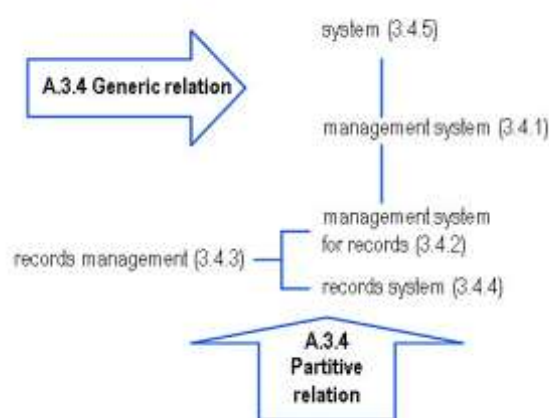 system (3.4.5)
A.3.4 Generic relation
management system (3.4.1)
management system
for records (3.4.2)
records management (3.4.3)
records system (3.4.4)
A.3.4
Partitive
relation